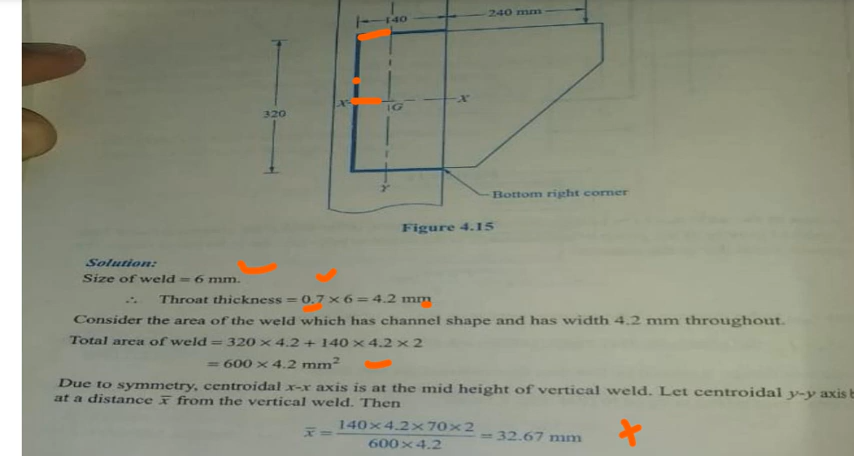 140
240 mm
320
X
G
X
Y
Bottom right corner
Figure 4.15
Solution:
Size of weld = 6 mm.
∴ Throat thickness = 0.7 × 6 = 4.2 mm
Consider the area of the weld which has channel shape and has width 4.2 mm throughout.
Total area of weld = 320 × 4.2 + 140 × 4.2 × 2
= 600 × 4.2 mm²
Due to symmetry, centroidal x-x axis is at the mid height of vertical weld. Let centroidal y-y axis
at a distance x̅ from the vertical weld. Then
x̅ = 140×4.2×70×2 / 600×4.2 = 32.67 mm